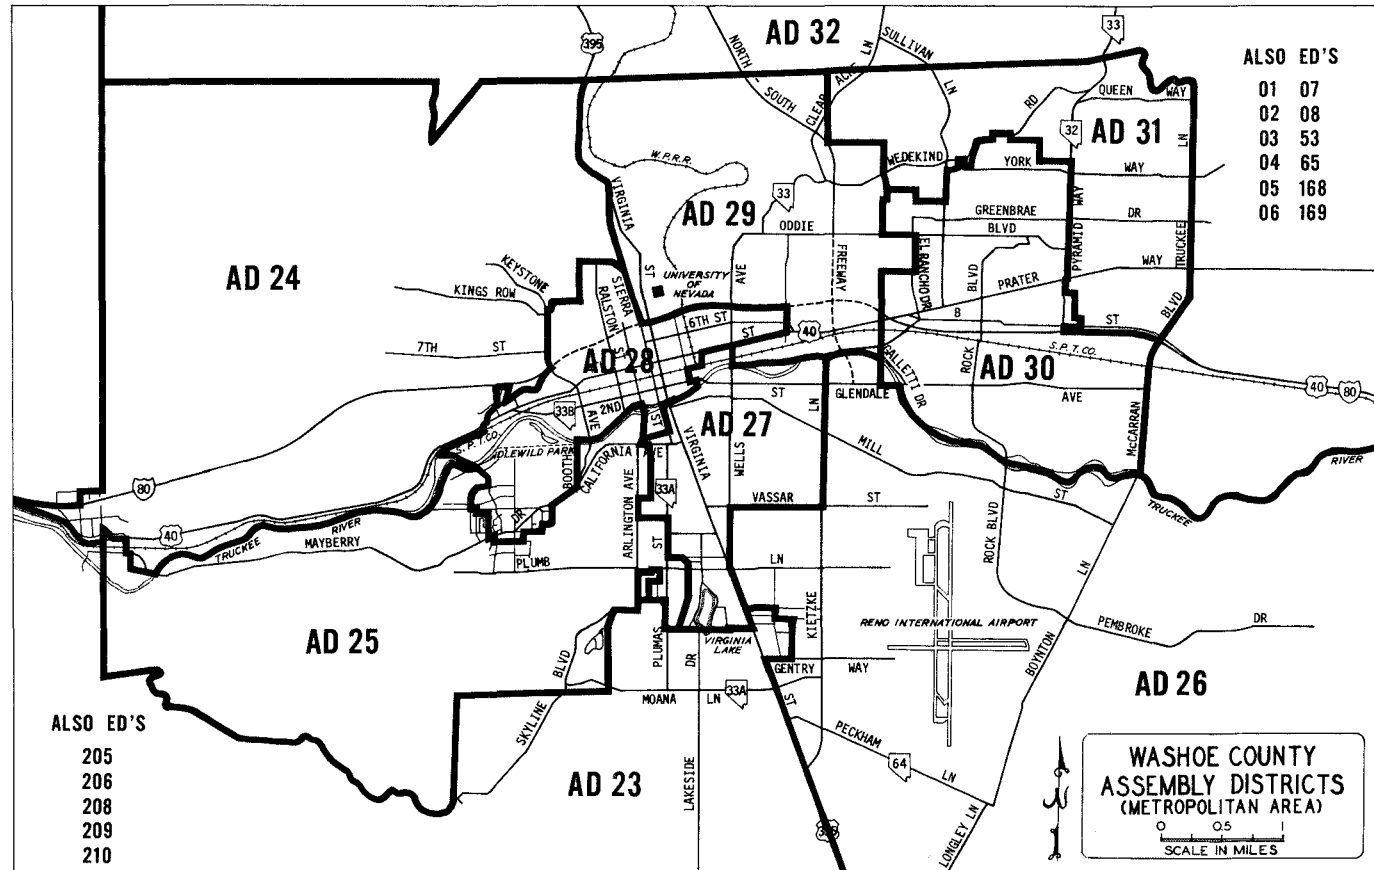 AD 32
395
NORTH - SOUTH
CLEAR ACRE LN
SULLIVAN LN
33
ALSO ED'S
01 07
02 08
03 53
04 65
05 168
06 169
RD
QUEEN WAY
32
AD 31
LN
W.P.R.R.
WEDEKIND
YORK WAY
VIRGINIA ST
33
AD 29
ODDIE BLVD
GREENBRAE DR
PYRAMID WAY
TRUCKEE
AD 24
KEYSTONE
KINGS ROW
SIERRA
RALSTON ST
UNIVERSITY
OF
NEVADA
AVE
FREEWAY
EL RANCHO DR
BLVD
PRATER WAY
BLVD
6TH ST
40
B ST
7TH ST
AD 28
S.P.T.CO.
GALLETTI DR
ROCK
AD 30
40
80
GLENDALE AVE
33B
2ND ST
AVE
ST
LN
AD 27
McCARRAN
S.P.T.CO.
IDLEWILD PARK
BOOTH
CALIFORNIA AVE
VIRGINIA
WELLS
MILL ST
RIVER
80
ARLINGTON AVE
33A
VASSAR ST
TRUCKEE
40
TRUCKEE RIVER
MAYBERRY DR
PLUMB LN
ST
ROCK BLVD
LN
KIETZKE
RENO INTERNATIONAL AIRPORT
PEMBROKE DR
AD 25
BLVD
PLUMAS
VIRGINIA
LAKE
DR
GENTRY WAY
BOYNTON
AD 26
MOANA LN
33A
ST
SKYLINE
PECKHAM LN
64
ALSO ED'S
205
206
208
209
210
AD 23
LAKESIDE
395
LONGLEY LN
WASHOE COUNTY
ASSEMBLY DISTRICTS
(METROPOLITAN AREA)
0 0.5 1
SCALE IN MILES